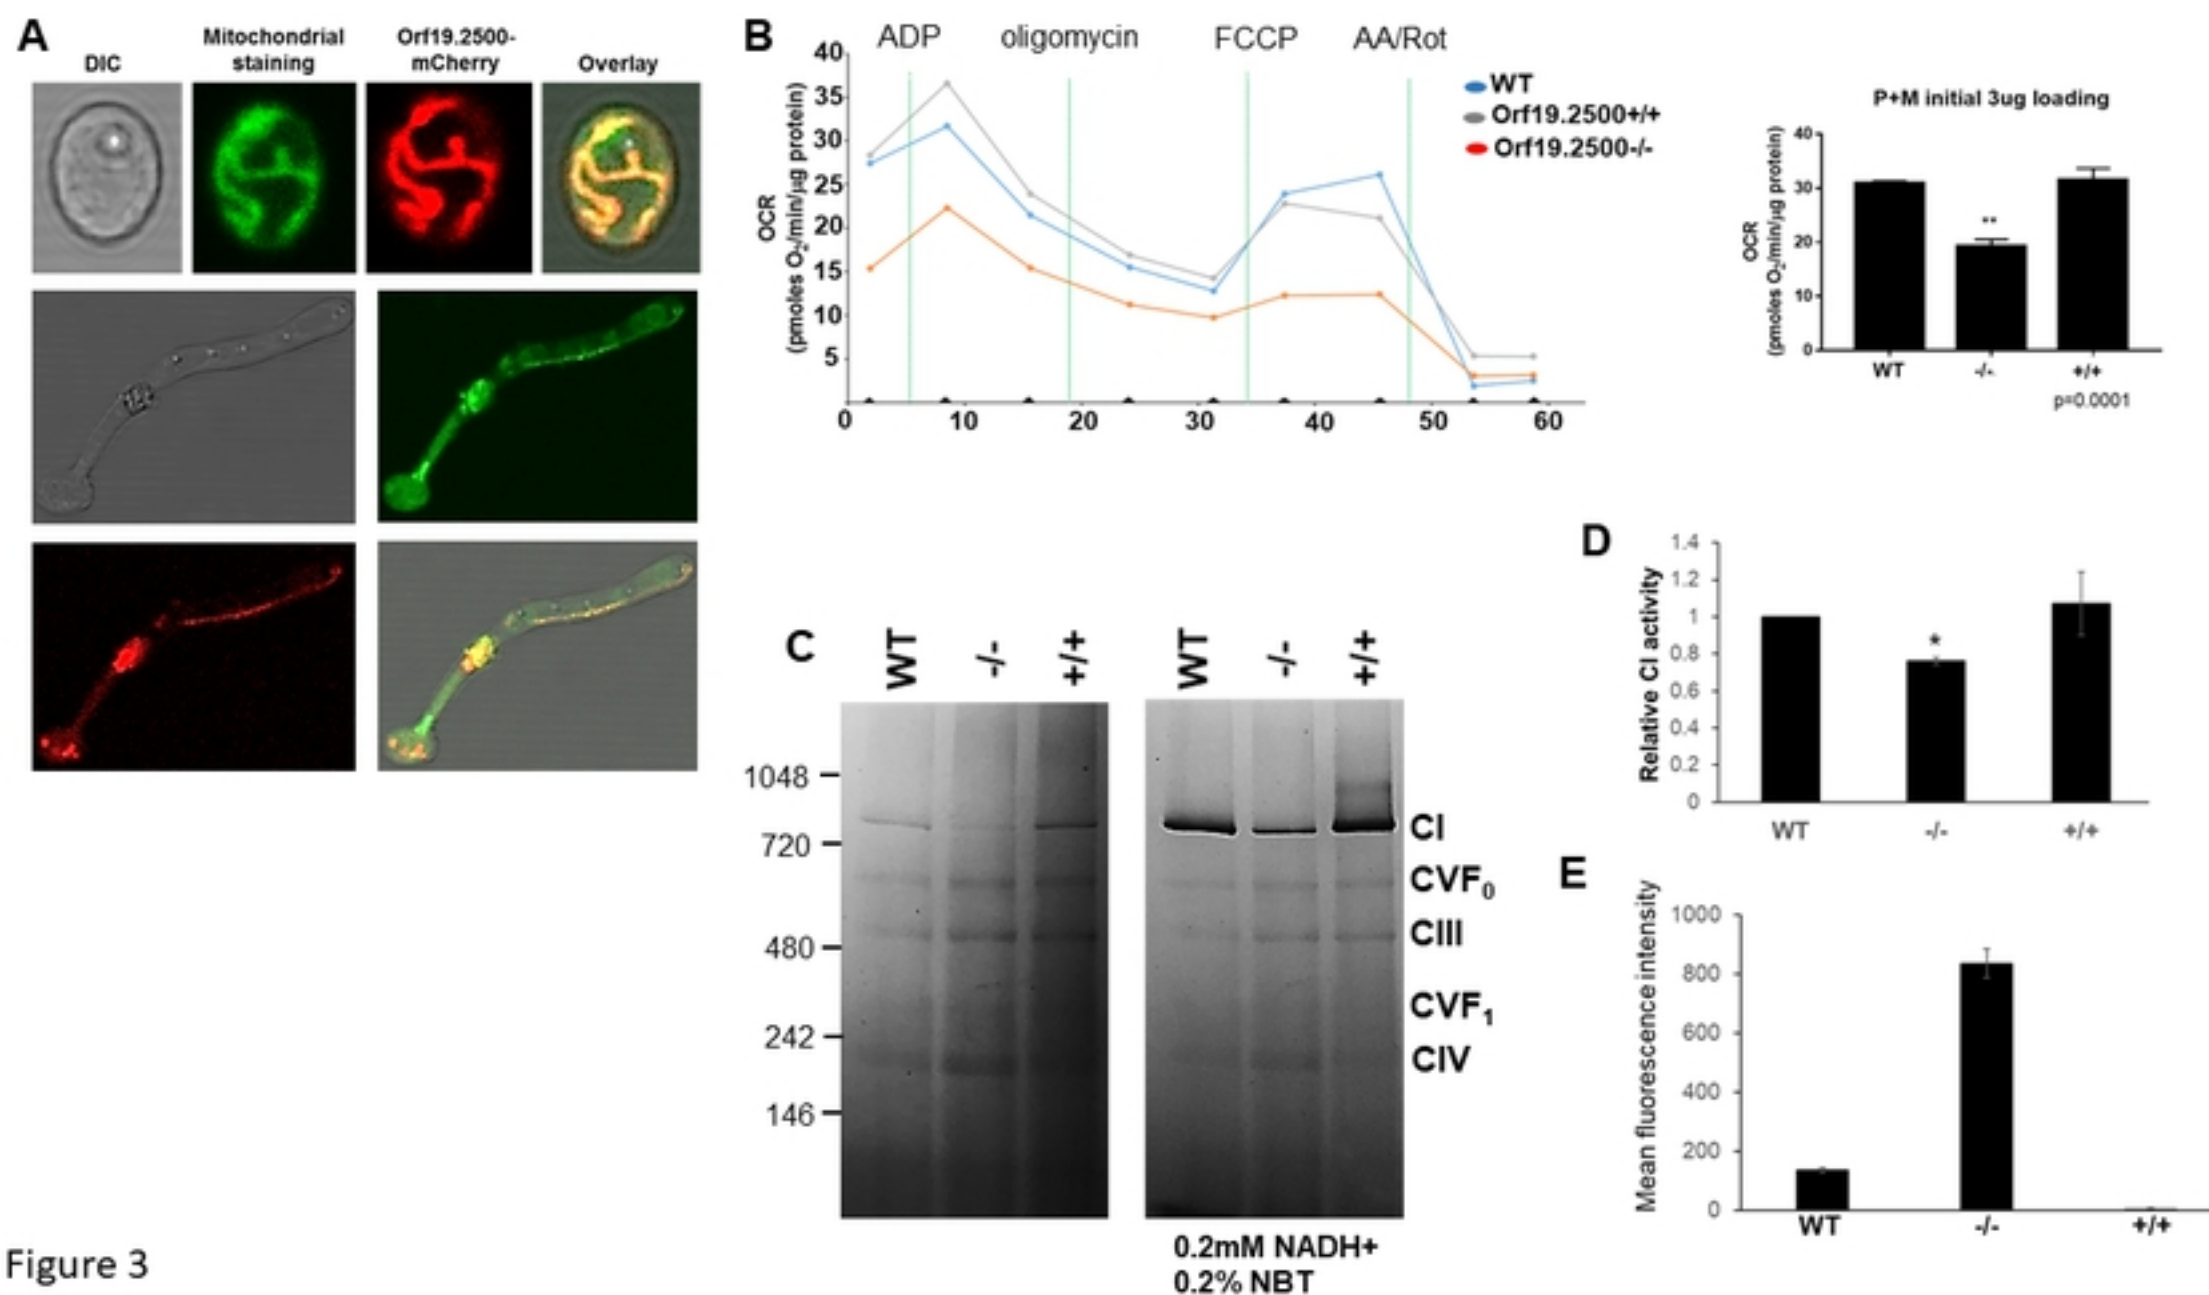 A
DIC
Mitochondrial
staining
Orf19.2500-
mCherry
Overlay
B
ADP
oligomycin
FCCP
AA/Rot
OCR
(pmoles O2/min/µg protein)
40
35
30
25
20
15
10
5
0
10
20
30
40
50
60
WT
Orf19.2500+/+
Orf19.2500-/-
P+M initial 3ug loading
OCR
(pmoles O2/min/µg protein)
40
30
20
10
0
**
WT
-/-
+/+
p=0.0001
C
WT
-/-
+/+
WT
-/-
+/+
1048
720
480
242
146
CI
CVF0
CIII
CVF1
CIV
0.2mM NADH+
0.2% NBT
D
Relative CI activity
1.4
1.2
1
0.8
0.6
0.4
0.2
0
*
WT
-/-
+/+
E
Mean fluorescence intensity
1000
800
600
400
200
0
WT
-/-
+/+
Figure 3